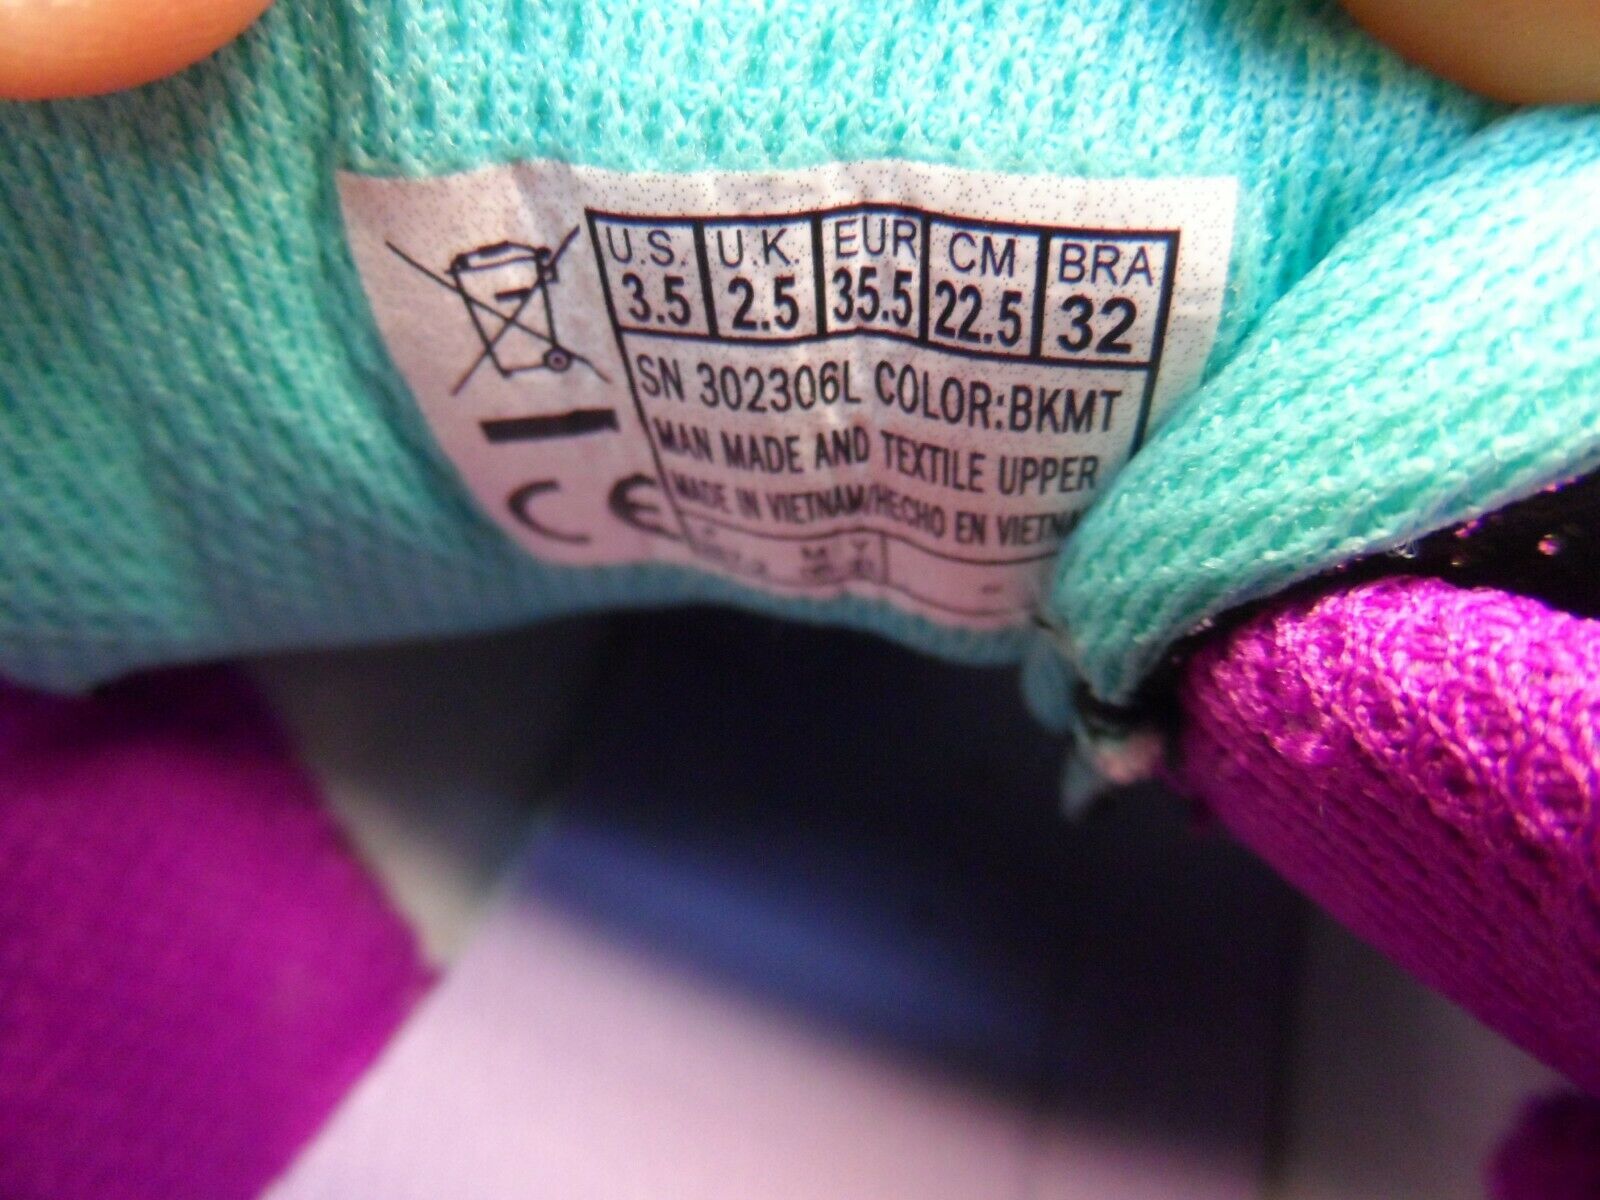 U.S. U.K. EUR CM BRA
3.5 2.5 35.5 22.5 32
SN 302306L COLOR:BKMT
MAN MADE AND TEXTILE UPPER
MADE IN VIETNAM/HECHO EN VIETNA
CE